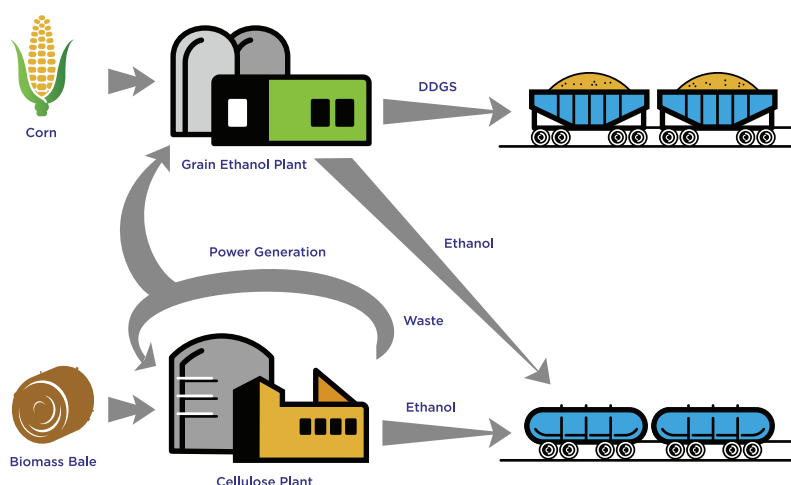 DDGS
Corn
Grain Ethanol Plant
Ethanol
Power Generation
Waste
Ethanol
Biomass Bale
Cellulose Plant